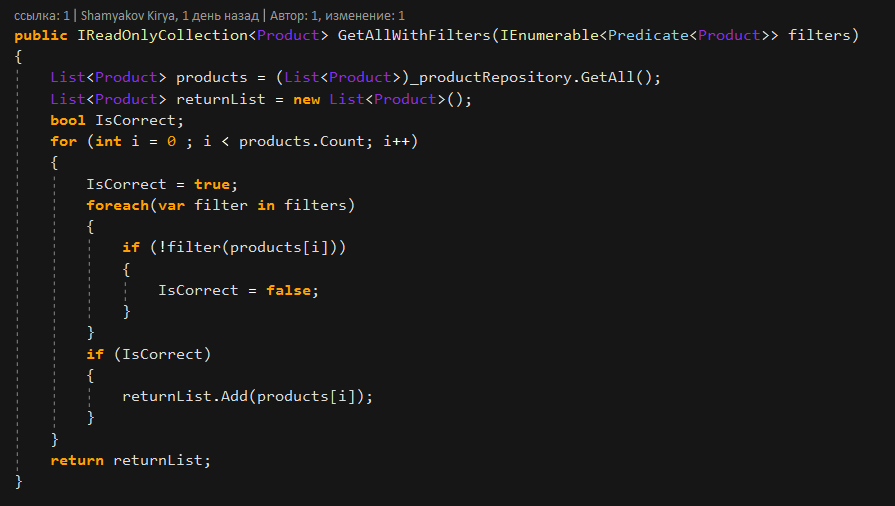 ссылка: 1 | Shamyakov Kirya, 1 день назад | Автор: 1, изменение: 1
public IReadOnlyCollection<Product> GetAllWithFilters(IEnumerable<Predicate<Product>> filters)
{
    List<Product> products = (List<Product>)_productRepository.GetAll();
    List<Product> returnList = new List<Product>();
    bool IsCorrect;
    for (int i = 0 ; i < products.Count; i++)
    {
        IsCorrect = true;
        foreach(var filter in filters)
        {
            if (!filter(products[i]))
            {
                IsCorrect = false;
            }
        }
        if (IsCorrect)
        {
            returnList.Add(products[i]);
        }
    }
    return returnList;
}